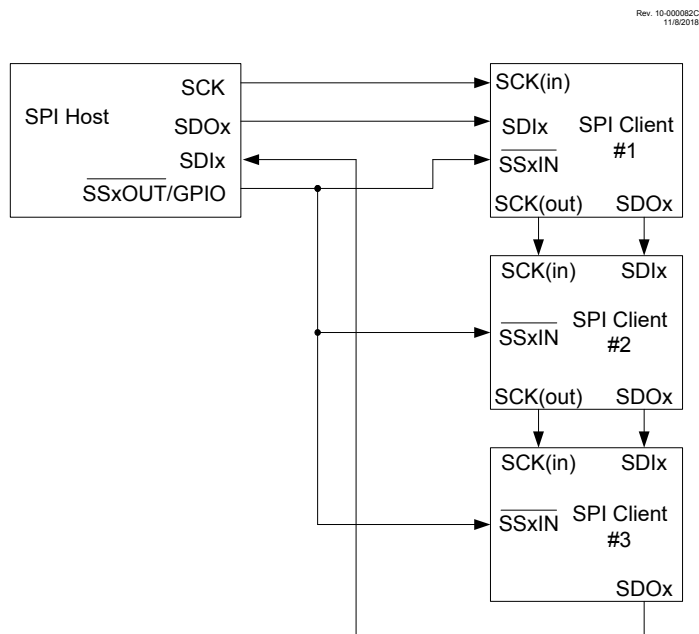 Rev. 10-000082C
11/8/2018
SPI Host
SCK
SDOx
SDIx
SSxOUT/GPIO
SCK(in)
SDIx
SPI Client
#1
SSxIN
SCK(out) SDOx
SCK(in) SDIx
SPI Client
#2
SSxIN
SCK(out) SDOx
SCK(in) SDIx
SPI Client
#3
SSxIN
SDOx